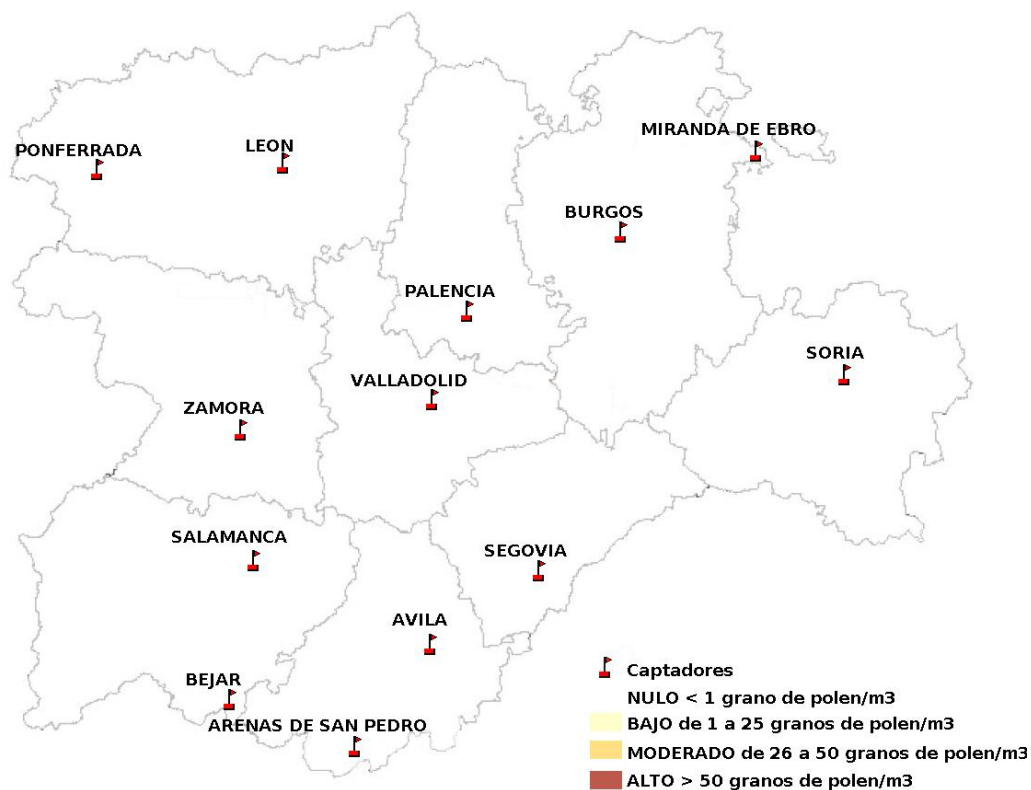 MIRANDA DE EBRO
PONFERRADA
LEON
BURGOS
PALENCIA
SORIA
VALLADOLID
ZAMORA
SALAMANCA
SEGOVIA
AVILA
BEJAR
ARENAS DE SAN PEDRO
Captadores
NULO < 1 grano de polen/m3
BAJO de 1 a 25 granos de polen/m3
MODERADO de 26 a 50 granos de polen/m3
ALTO > 50 granos de polen/m3